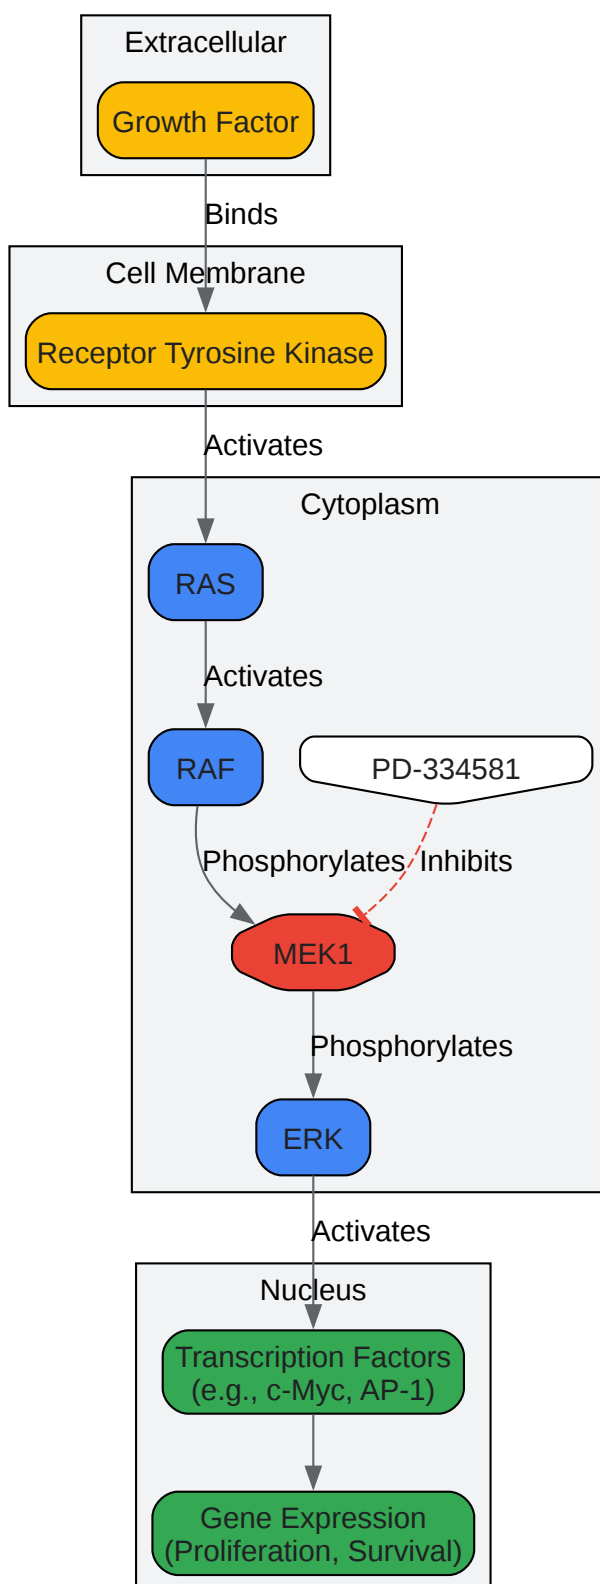 Extracellular
Growth Factor
Binds
Cell Membrane
Receptor Tyrosine Kinase
Activates
Cytoplasm
RAS
Activates
RAF
PD-334581
Phosphorylates
Inhibits
MEK1
Phosphorylates
ERK
Activates
Nucleus
Transcription Factors
(e.g., c-Myc, AP-1)
Gene Expression
(Proliferation, Survival)